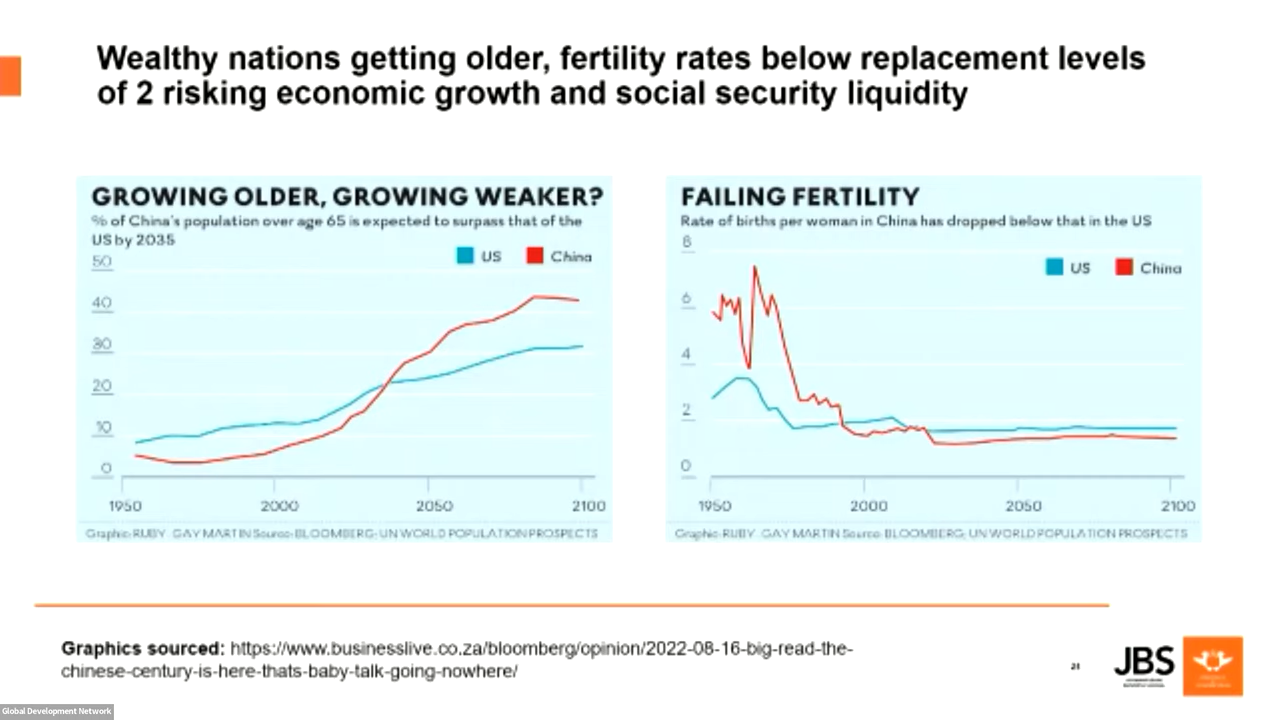 Wealthy nations getting older, fertility rates below replacement levels
of 2 risking economic growth and social security liquidity
GROWING OLDER, GROWING WEAKER?
% of China's population over age 65 is expected to surpass that of the
US by 2035
US
China
50
40
30
20
10
0
1950
2000
2050
2100
Graphic: RUBY-GAY MARTIN Source: BLOOMBERG; UN WORLD POPULATION PROSPECTS
FAILING FERTILITY
Rate of births per woman in China has dropped below that in the US
US
China
8
6
4
2
0
1950
2000
2050
2100
Graphic: RUBY-GAY MARTIN Source: BLOOMBERG; UN WORLD POPULATION PROSPECTS
Graphics sourced: https://www.businesslive.co.za/bloomberg/opinion/2022-08-16-big-read-the-
chinese-century-is-here-thats-baby-talk-going-nowhere/
JBS
Global Development Network